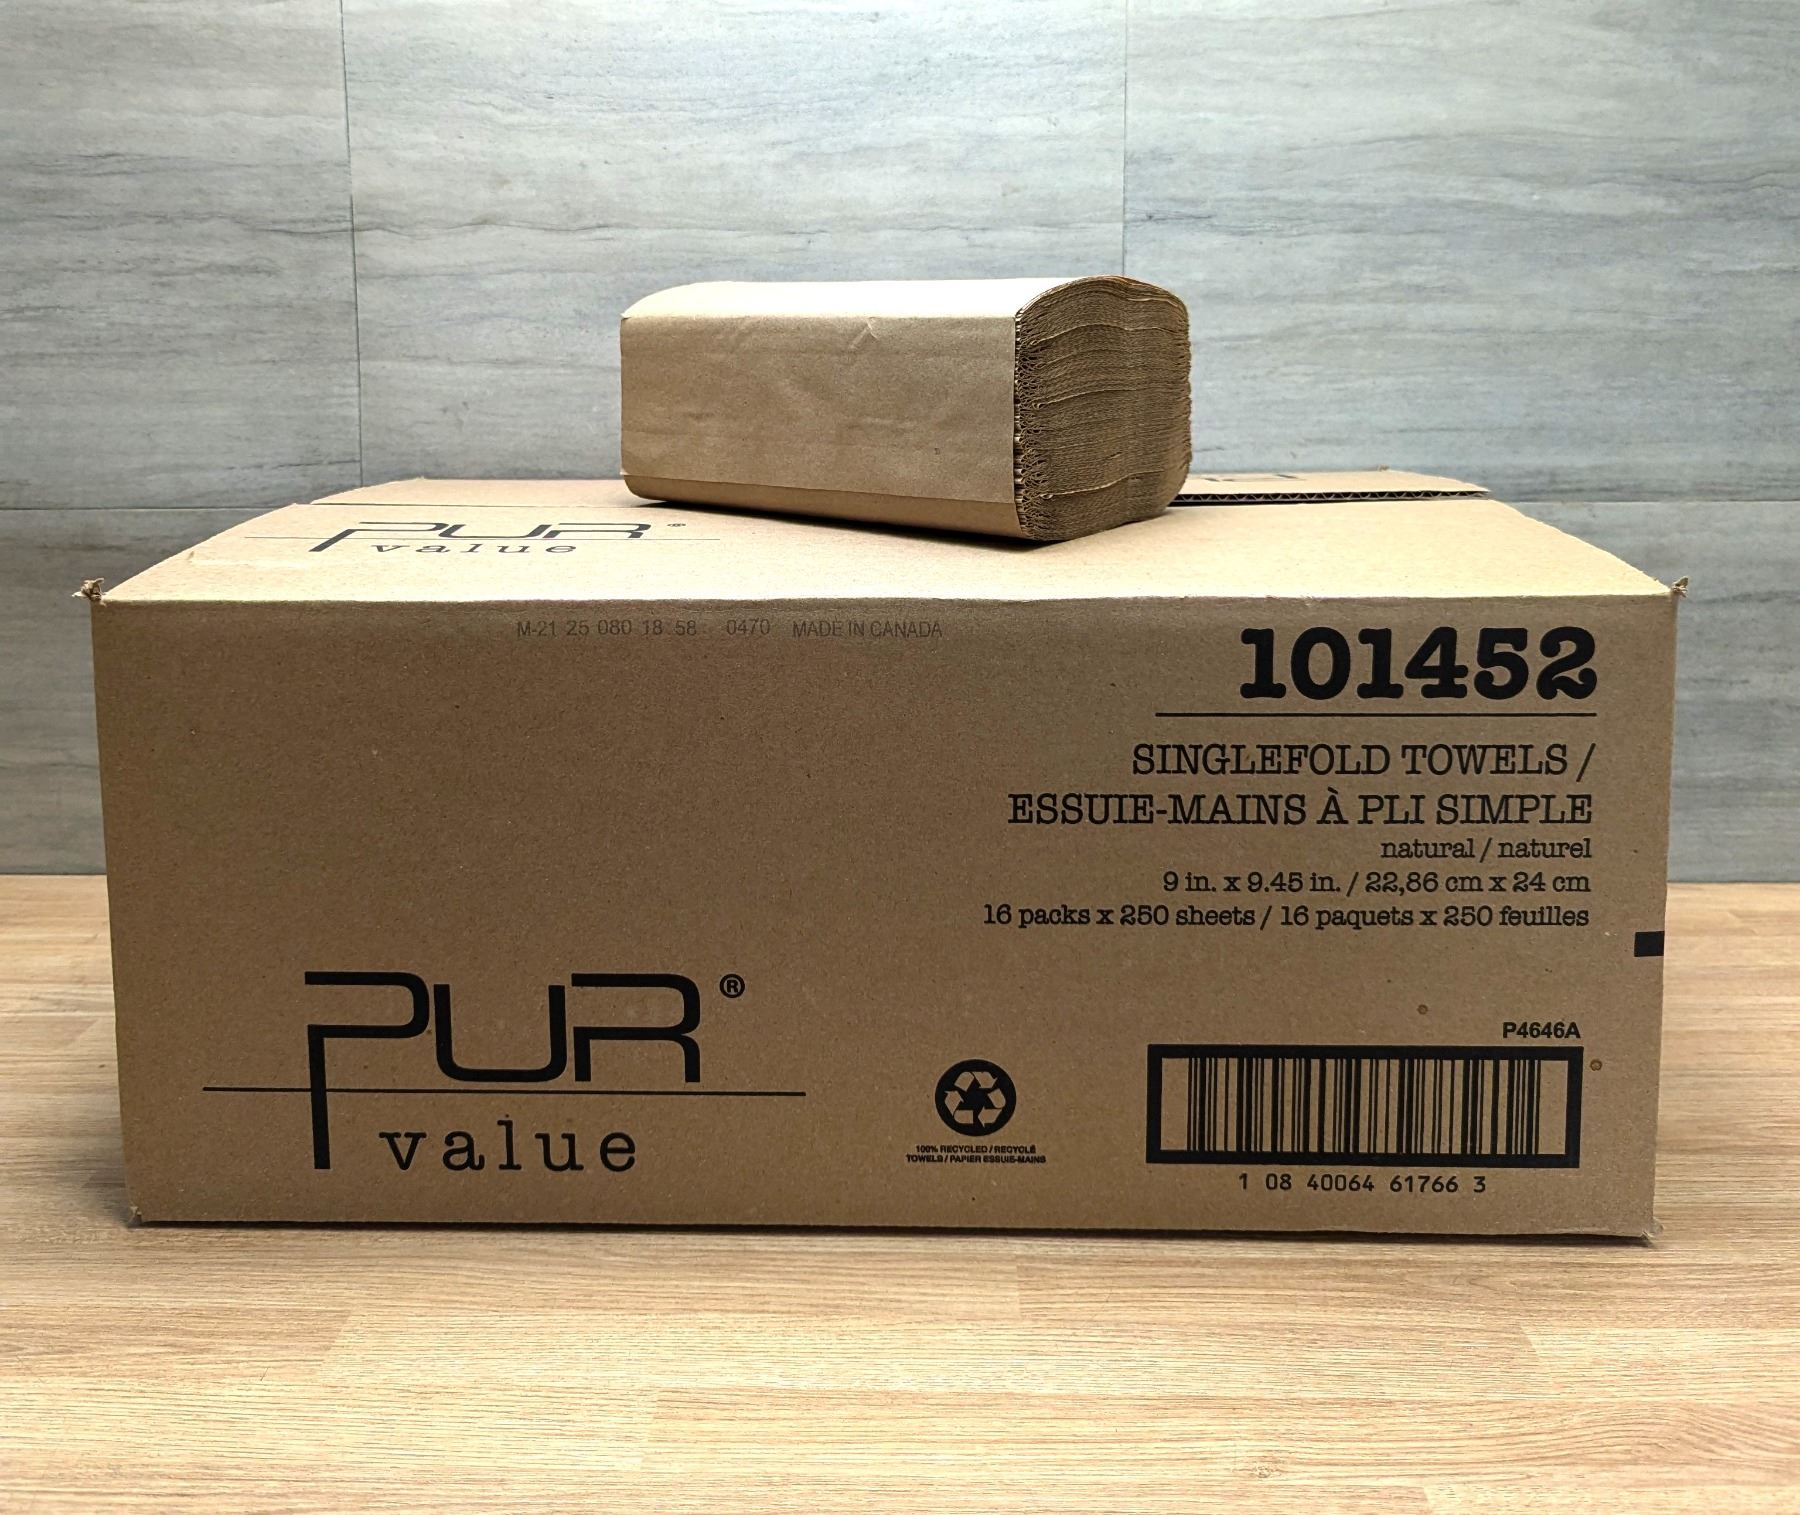 PUR®
value
M-21 25 080 18 58 0470 MADE IN CANADA
101452
SINGLEFOLD TOWELS /
ESSUIE-MAINS À PLI SIMPLE
natural / naturel
9 in. x 9.45 in. / 22,86 cm x 24 cm
16 packs x 250 sheets / 16 paquets x 250 feuilles
PUR®
value
100% RECYCLED / RECYCLÉ
TOWELS / PAPIER ESSUIE-MAINS
P4646A
1 08 40064 61766 3